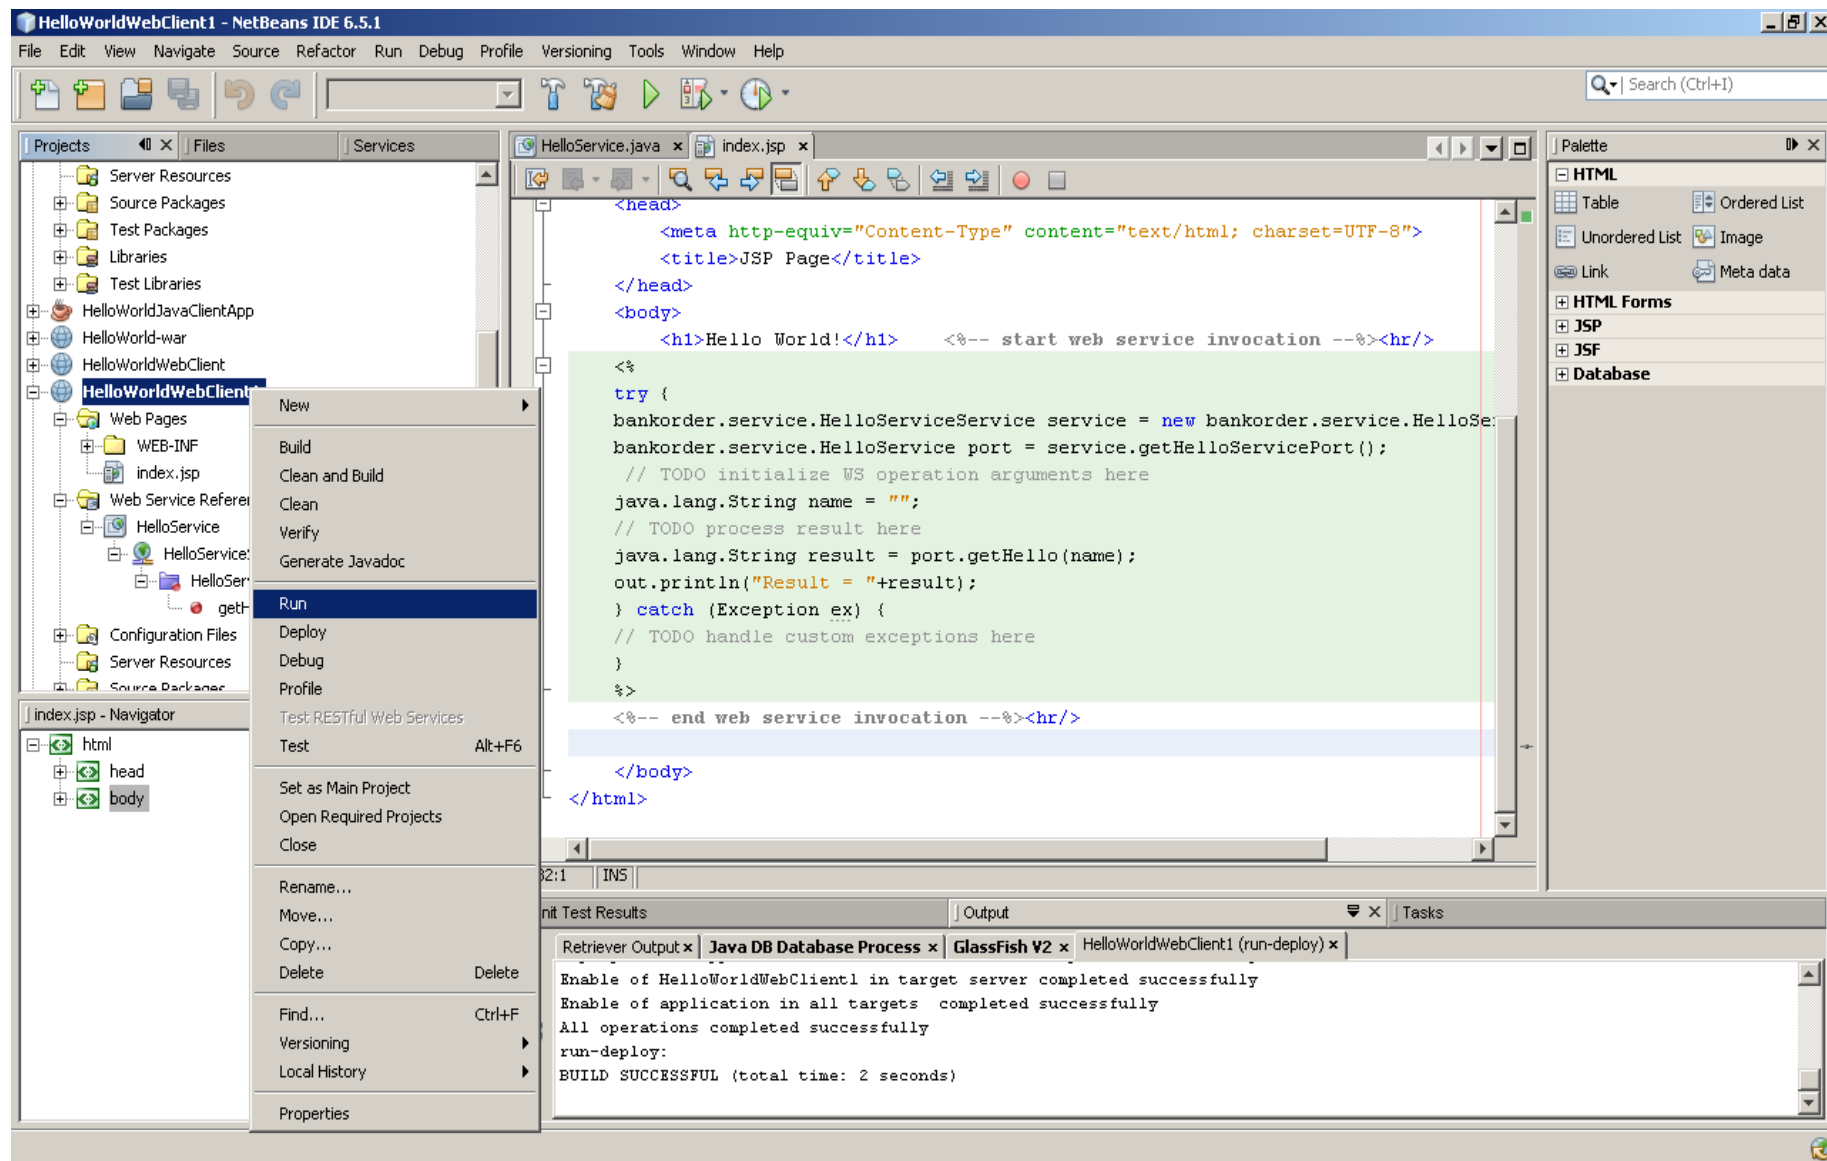 HelloWorldWebClient1 - NetBeans IDE 6.5.1
File Edit View Navigate Source Refactor Run Debug Profile Versioning Tools Window Help
Search (Ctrl+I)
Projects Files Services
Server Resources
Source Packages
Test Packages
Libraries
Test Libraries
HelloWorldJavaClientApp
HelloWorld-war
HelloWorldWebClient
HelloWorldWebClient
Web Pages
WEB-INF
index.jsp
Web Service Refere
HelloService
HelloService
HelloSer
getH
Configuration Files
Server Resources
Source Packages
index.jsp - Navigator
html
head
body
New
Build
Clean and Build
Clean
Verify
Generate Javadoc
Run
Deploy
Debug
Profile
Test RESTful Web Services
Test Alt+F6
Set as Main Project
Open Required Projects
Close
Rename...
Move...
Copy...
Delete Delete
Find... Ctrl+F
Versioning
Local History
Properties
HelloService.java index.jsp
<head>
<meta http-equiv="Content-Type" content="text/html; charset=UTF-8">
<title>JSP Page</title>
</head>
<body>
<h1>Hello World!</h1> <%-- start web service invocation --%><hr/>
<%
try {
bankorder.service.HelloServiceService service = new bankorder.service.HelloSe
bankorder.service.HelloService port = service.getHelloServicePort();
// TODO initialize WS operation arguments here
java.lang.String name = "";
// TODO process result here
java.lang.String result = port.getHello(name);
out.println("Result = "+result);
} catch (Exception ex) {
// TODO handle custom exceptions here
}
%>
<%-- end web service invocation --%><hr/>
</body>
</html>
32:1 INS
Palette
HTML
Table Ordered List
Unordered List Image
Link Meta data
HTML Forms
JSP
JSF
Database
nit Test Results Output Tasks
Retriever Output Java DB Database Process GlassFish V2 HelloWorldWebClient1 (run-deploy)
Enable of HelloWorldWebClient1 in target server completed successfully
Enable of application in all targets completed successfully
All operations completed successfully
run-deploy:
BUILD SUCCESSFUL (total time: 2 seconds)